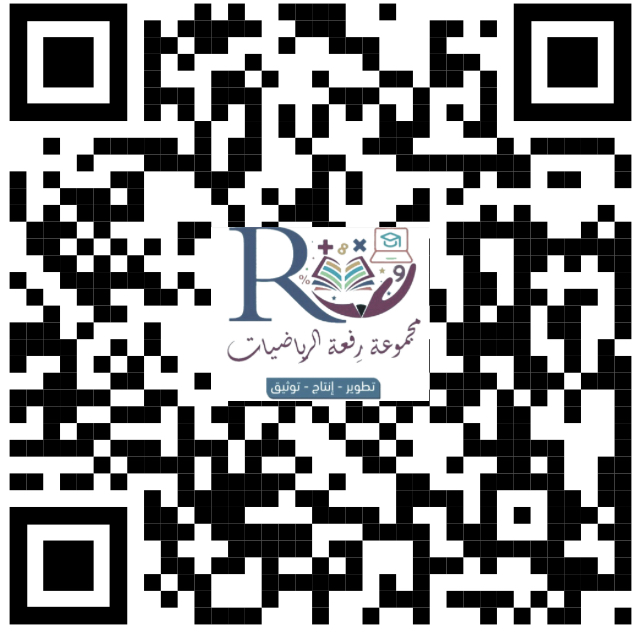 R
مجموعة رفعة الرياضيات
تطوير - إنتاج - توثيق